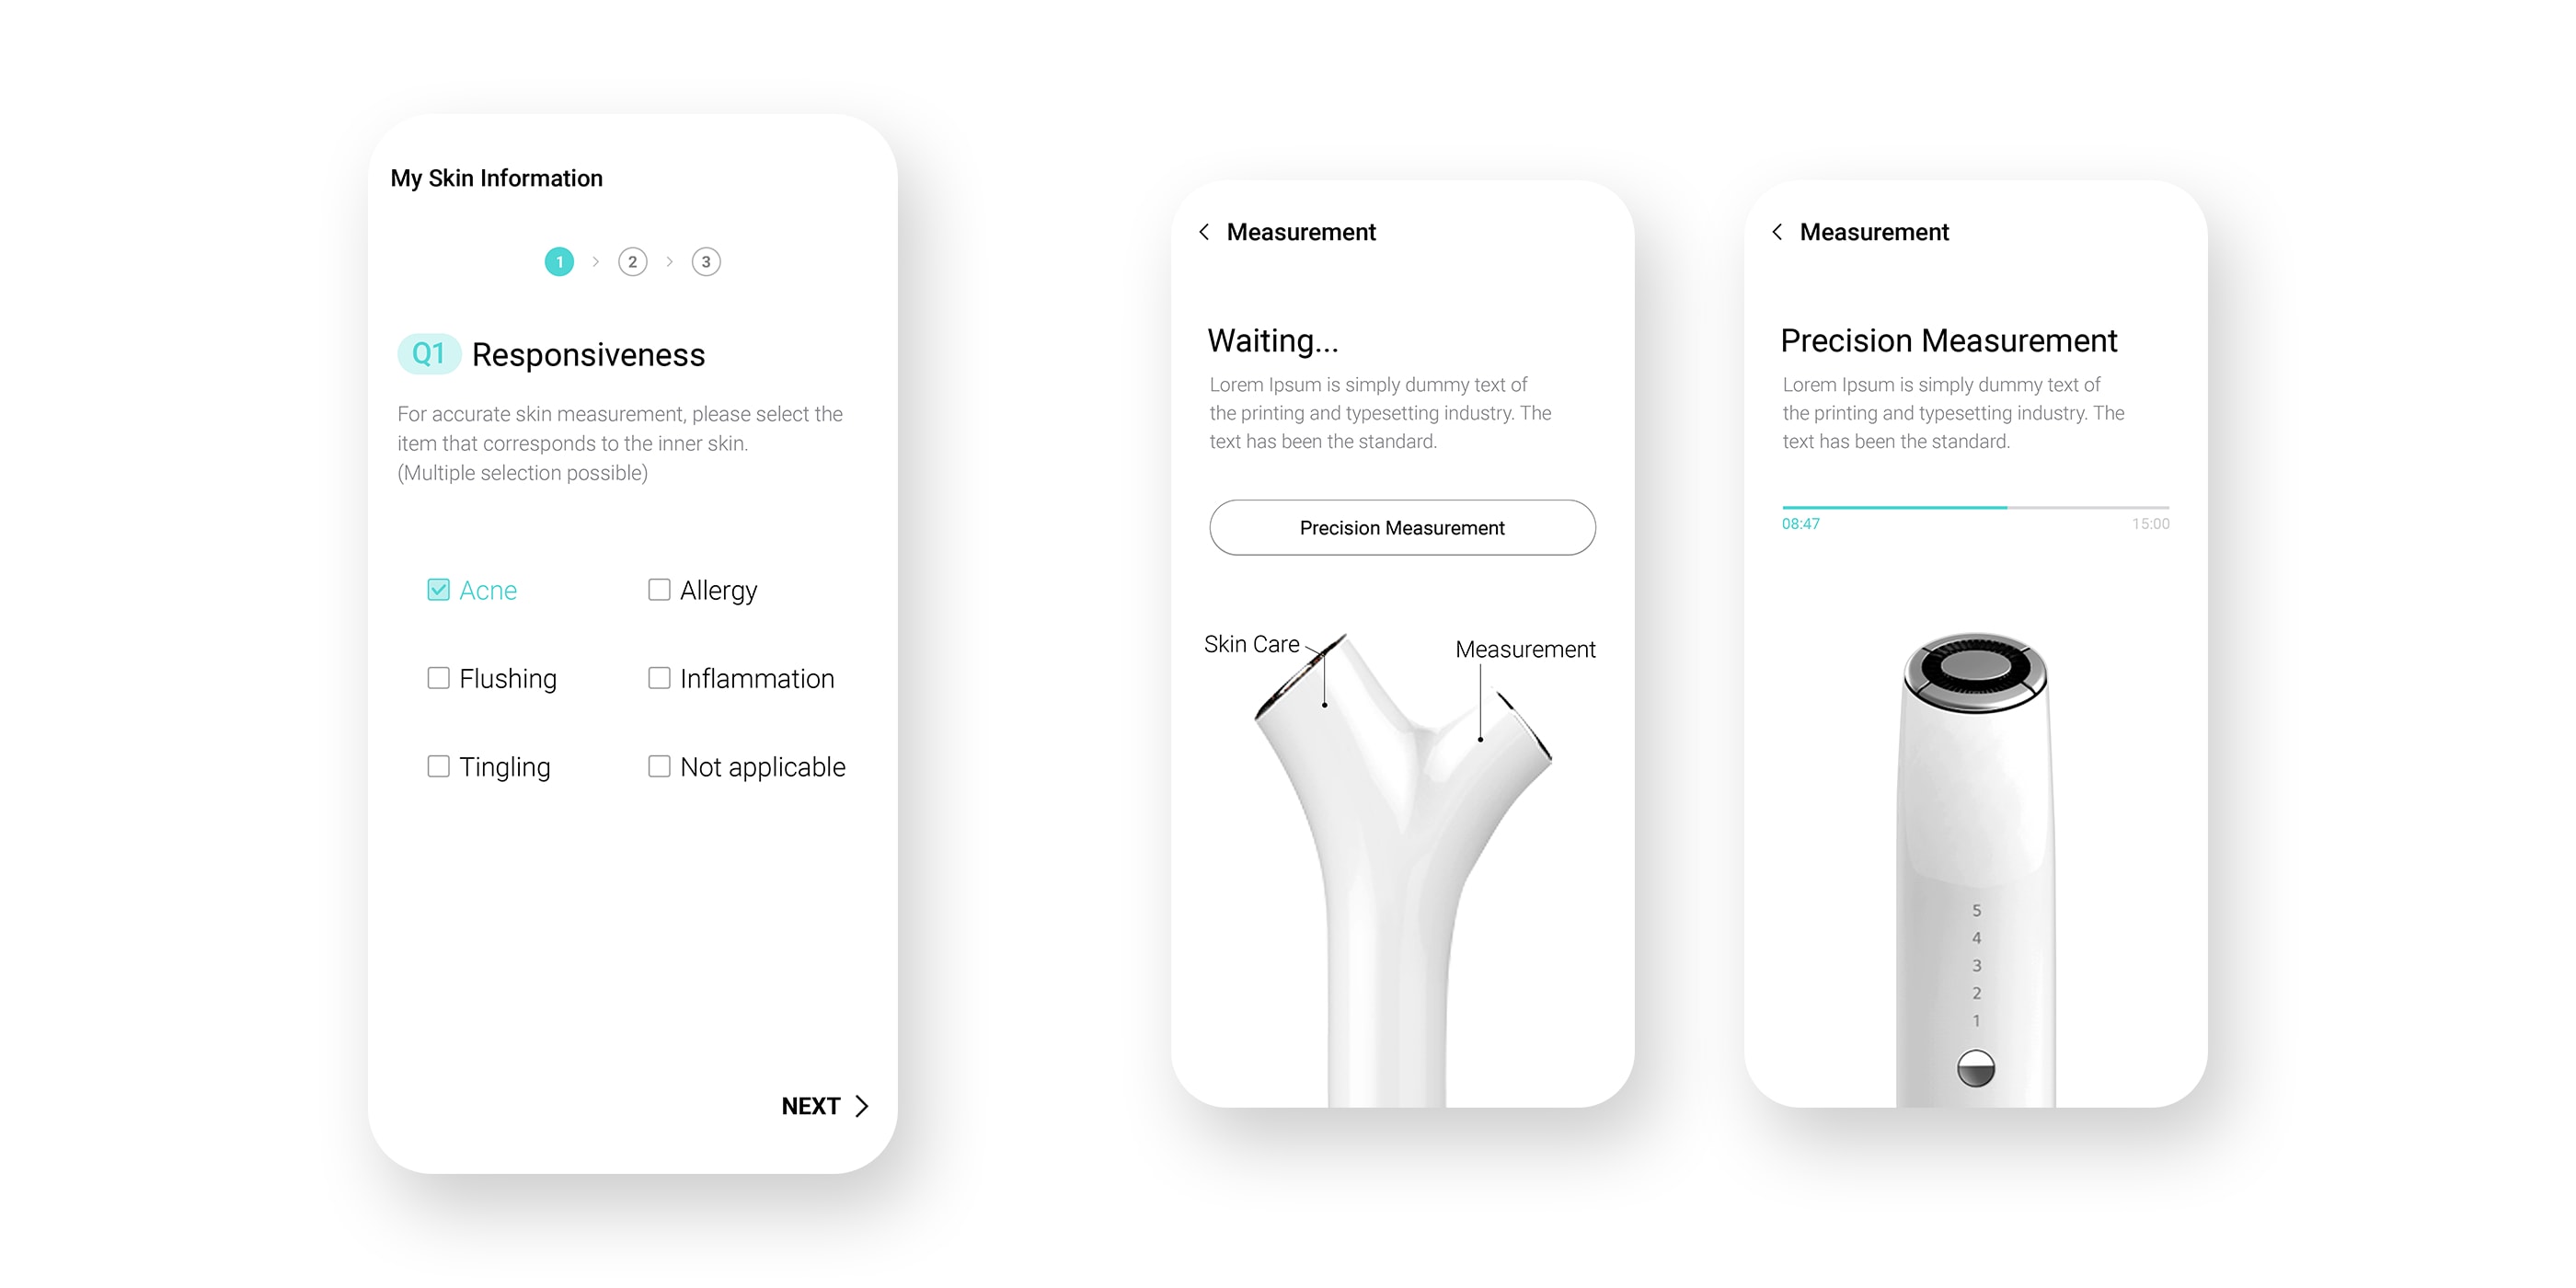 My Skin Information
1 > 2 > 3
Q1 Responsiveness
For accurate skin measurement, please select the
item that corresponds to the inner skin.
(Multiple selection possible)
Acne
Allergy
Flushing
Inflammation
Tingling
Not applicable
NEXT >
< Measurement
Waiting...
Lorem Ipsum is simply dummy text of
the printing and typesetting industry. The
text has been the standard.
Precision Measurement
Skin Care
Measurement
< Measurement
Precision Measurement
Lorem Ipsum is simply dummy text of
the printing and typesetting industry. The
text has been the standard.
08:47
15:00
5
4
3
2
1